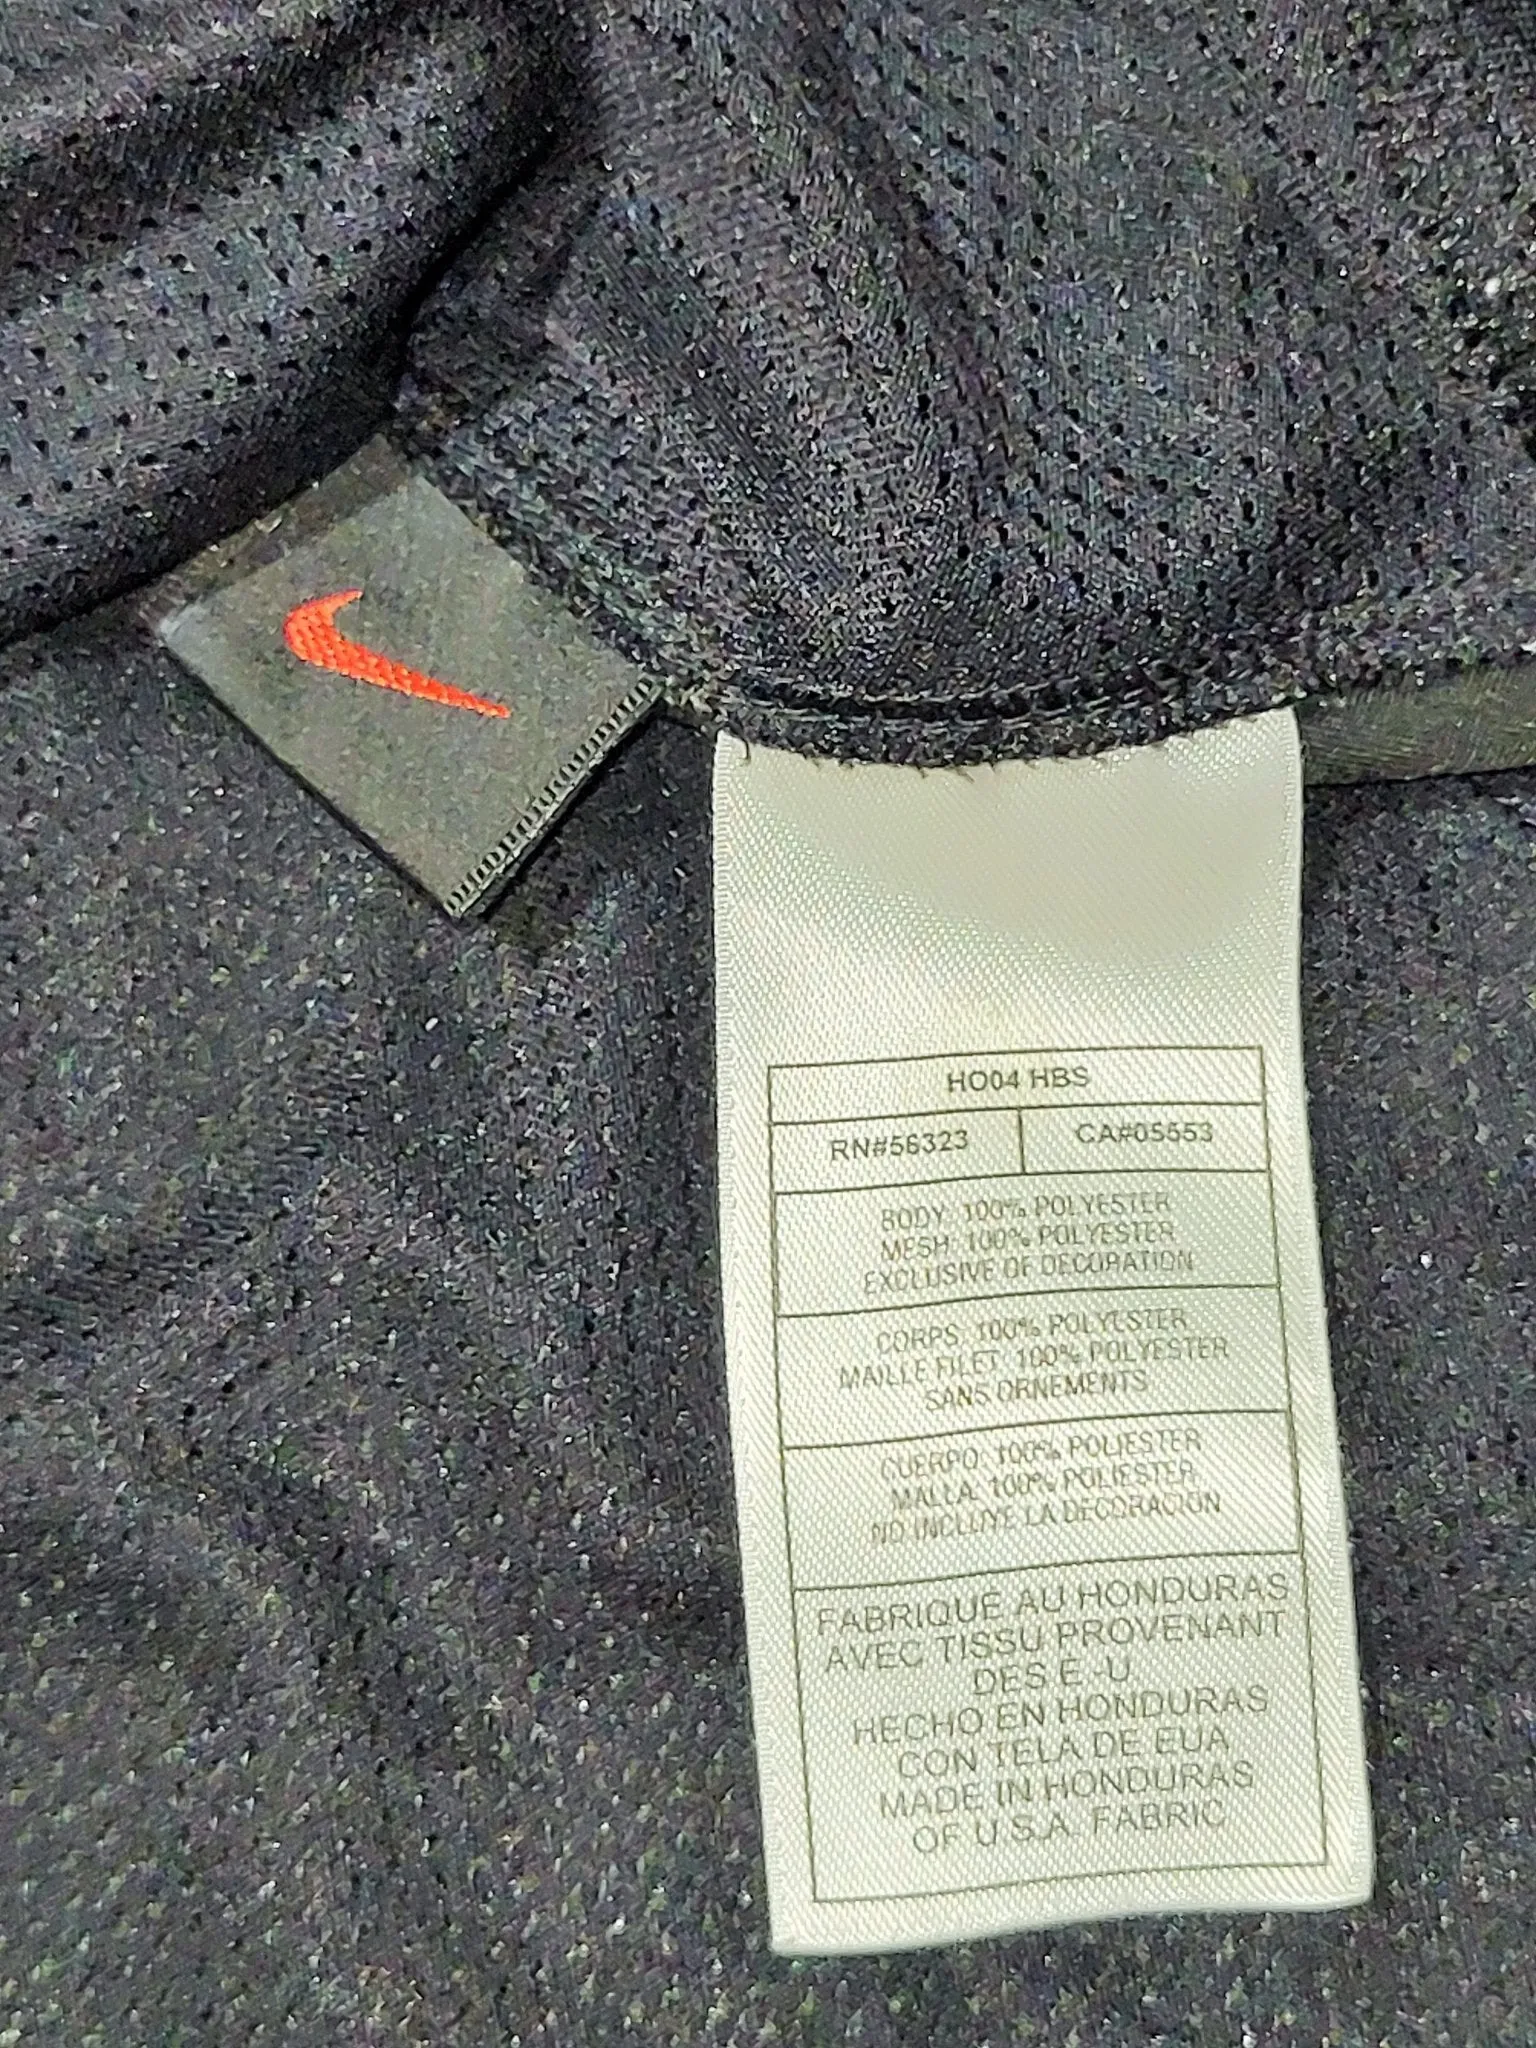 HO04 HBS
RN#56323 CA#05553
BODY: 100% POLYESTER
MESH: 100% POLYESTER
EXCLUSIVE OF DECORATION
CORPS: 100% POLYESTER
MAILLE FILET: 100% POLYESTER
SANS ORNEMENTS
CUERPO: 100% POLIESTER
MALLA: 100% POLIESTER
NO INCLUYE LA DECORACION
FABRIQUÉ AU HONDURAS
AVEC TISSU PROVENANT
DES E.-U.
HECHO EN HONDURAS
CON TELA DE EUA
MADE IN HONDURAS
OF U.S.A. FABRIC